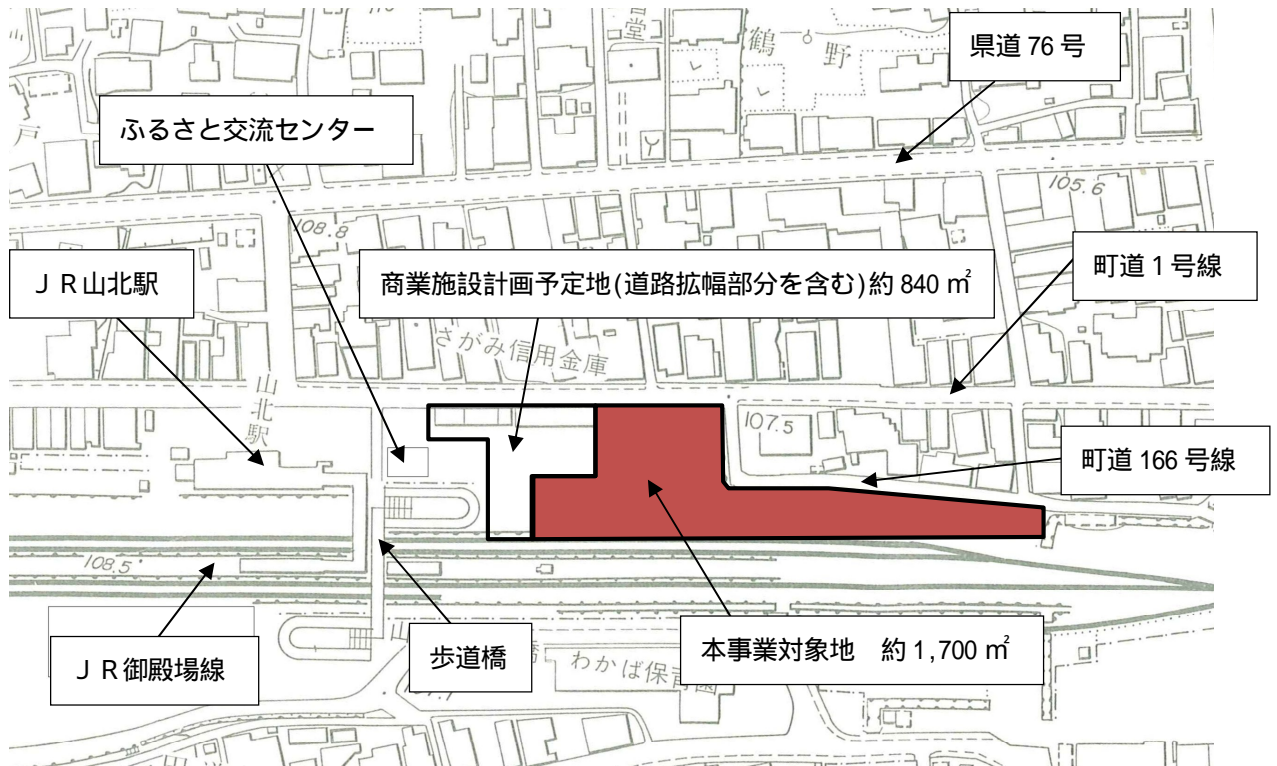 鶴野
県道 76 号
ふるさと交流センター
105.6
108.8
ＪＲ山北駅
商業施設計画予定地(道路拡幅部分を含む)約 840 ㎡
町道 1 号線
さがみ信用金庫
山北駅
107.5
町道 166 号線
108.5
ＪＲ御殿場線
歩道橋
本事業対象地　約 1,700 ㎡
わかば保育園